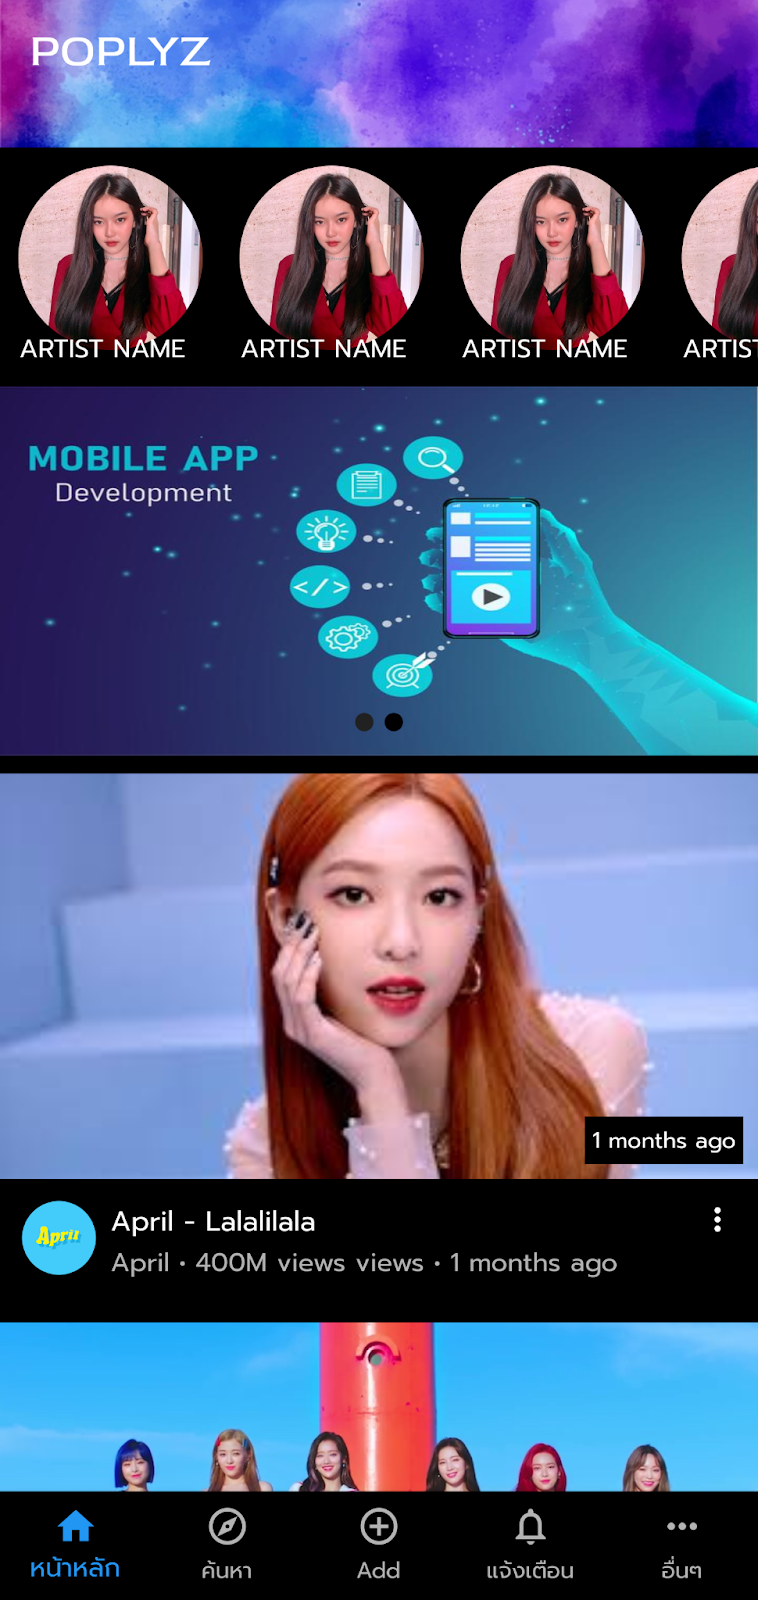 POPLYZ
ARTIST NAME
ARTIST NAME
ARTIST NAME
ARTIST
MOBILE APP
Development
</>
1 months ago
April
April - Lalalilala
April • 400M views views • 1 months ago
หน้าหลัก
ค้นหา
Add
แจ้งเตือน
อื่นๆ